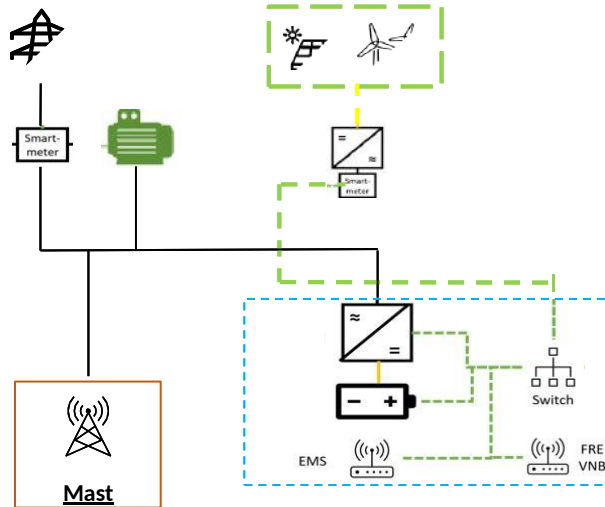 Smart-
meter
Smart-
meter
Switch
EMS
FRE
VNB
Mast